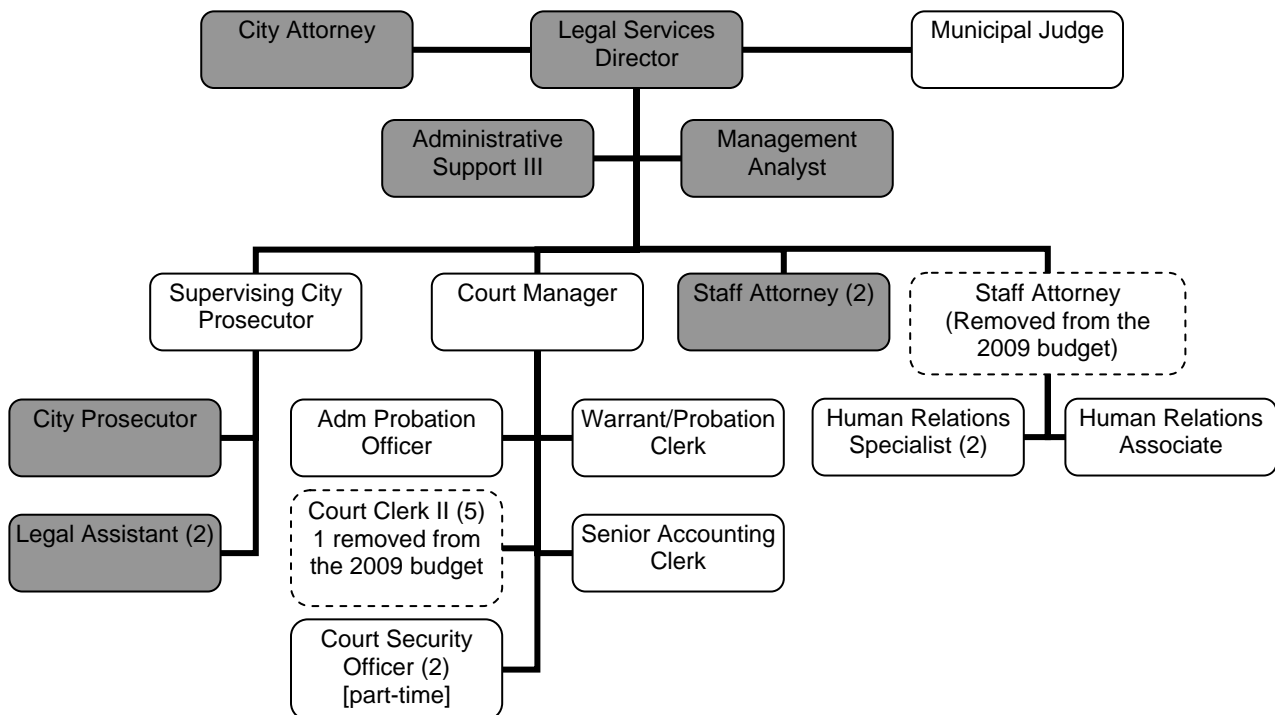 City Attorney
Legal Services
Director
Municipal Judge
Administrative
Support III
Management
Analyst
Supervising City
Prosecutor
Court Manager
Staff Attorney (2)
Staff Attorney
(Removed from the
2009 budget)
City Prosecutor
Adm Probation
Officer
Warrant/Probation
Clerk
Human Relations
Specialist (2)
Human Relations
Associate
Legal Assistant (2)
Court Clerk II (5)
1 removed from
the 2009 budget
Senior Accounting
Clerk
Court Security
Officer (2)
[part-time]